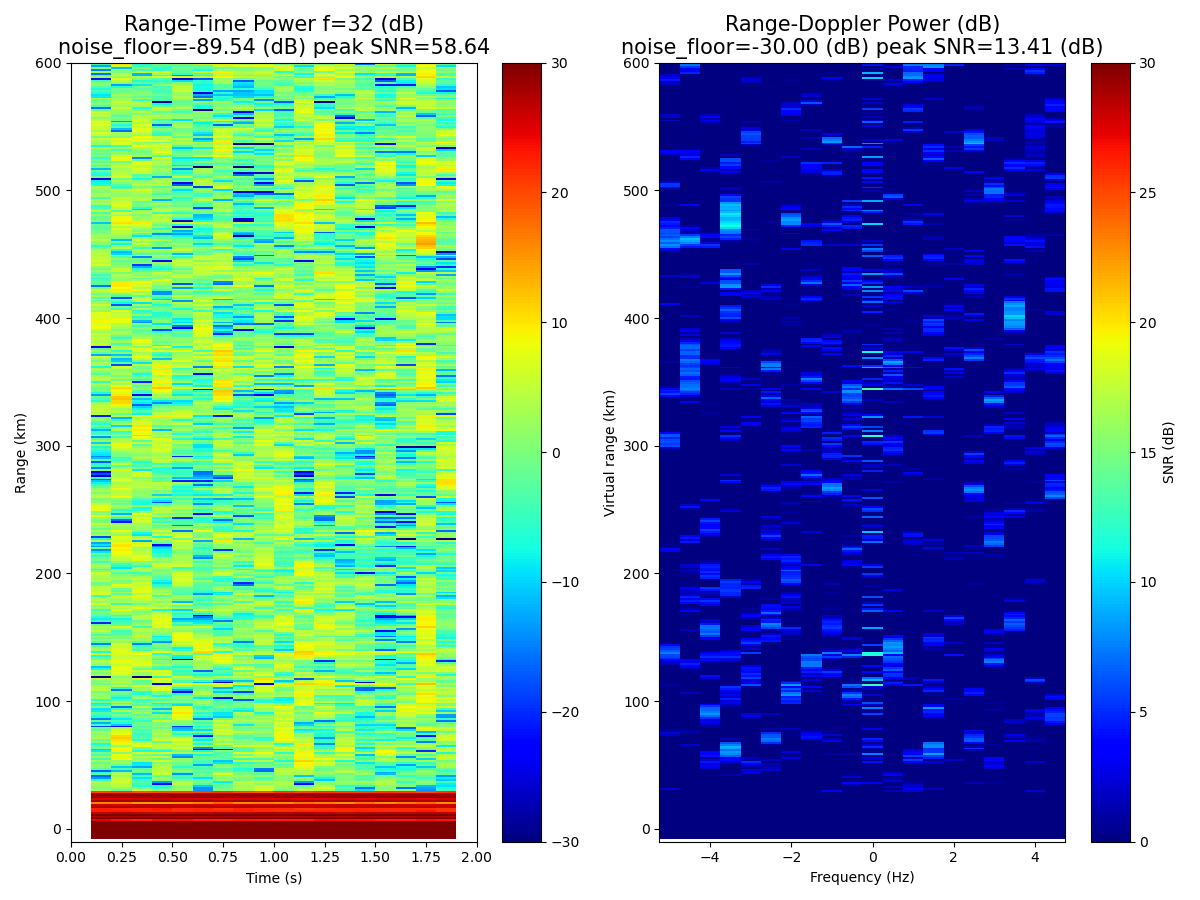 Range-Time Power f=32 (dB)
noise_floor=-89.54 (dB) peak SNR=58.64
Range (km)
600
500
400
300
200
100
0
0.00 0.25 0.50 0.75 1.00 1.25 1.50 1.75 2.00
Time (s)
30
20
10
0
−10
−20
−30
Range-Doppler Power (dB)
noise_floor=-30.00 (dB) peak SNR=13.41 (dB)
Virtual range (km)
600
500
400
300
200
100
0
−4 −2 0 2 4
Frequency (Hz)
30
25
20
15
10
5
0
SNR (dB)